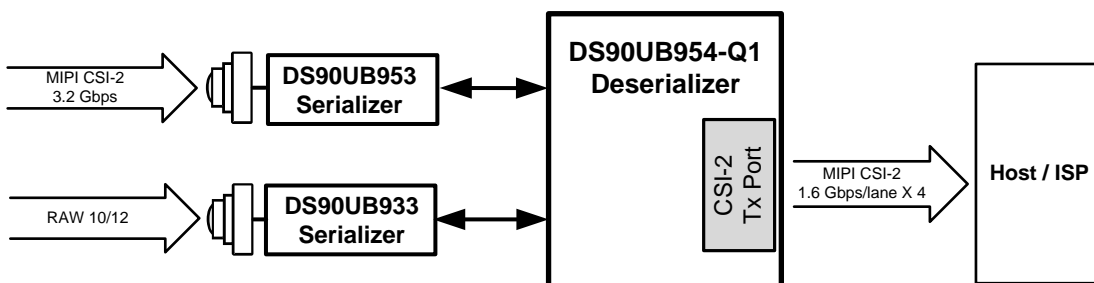 MIPI CSI-2
3.2 Gbps
DS90UB953
Serializer
RAW 10/12
DS90UB933
Serializer
DS90UB954-Q1
Deserializer
CSI-2
Tx Port
MIPI CSI-2
1.6 Gbps/lane X 4
Host / ISP